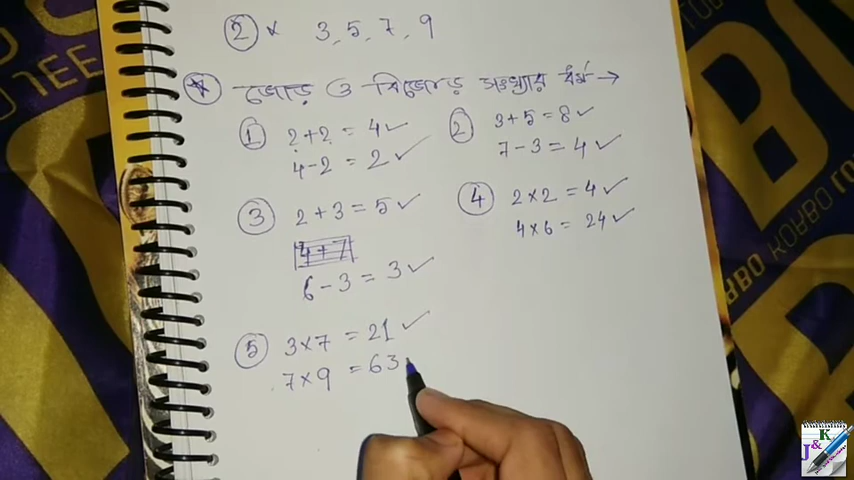 ② * 3, 5, 7, 9
* জোড় ও বিজোড় সংখ্যার ধর্ম →
① 2+2 = 4 ✓
4-2 = 2 ✓
② 3+5 = 8 ✓
7-3 = 4 ✓
③ 2+3 = 5 ✓
4+7
6-3 = 3 ✓
④ 2×2 = 4 ✓
4×6 = 24 ✓
⑤ 3×7 = 21 ✓
7×9 = 63
J&K